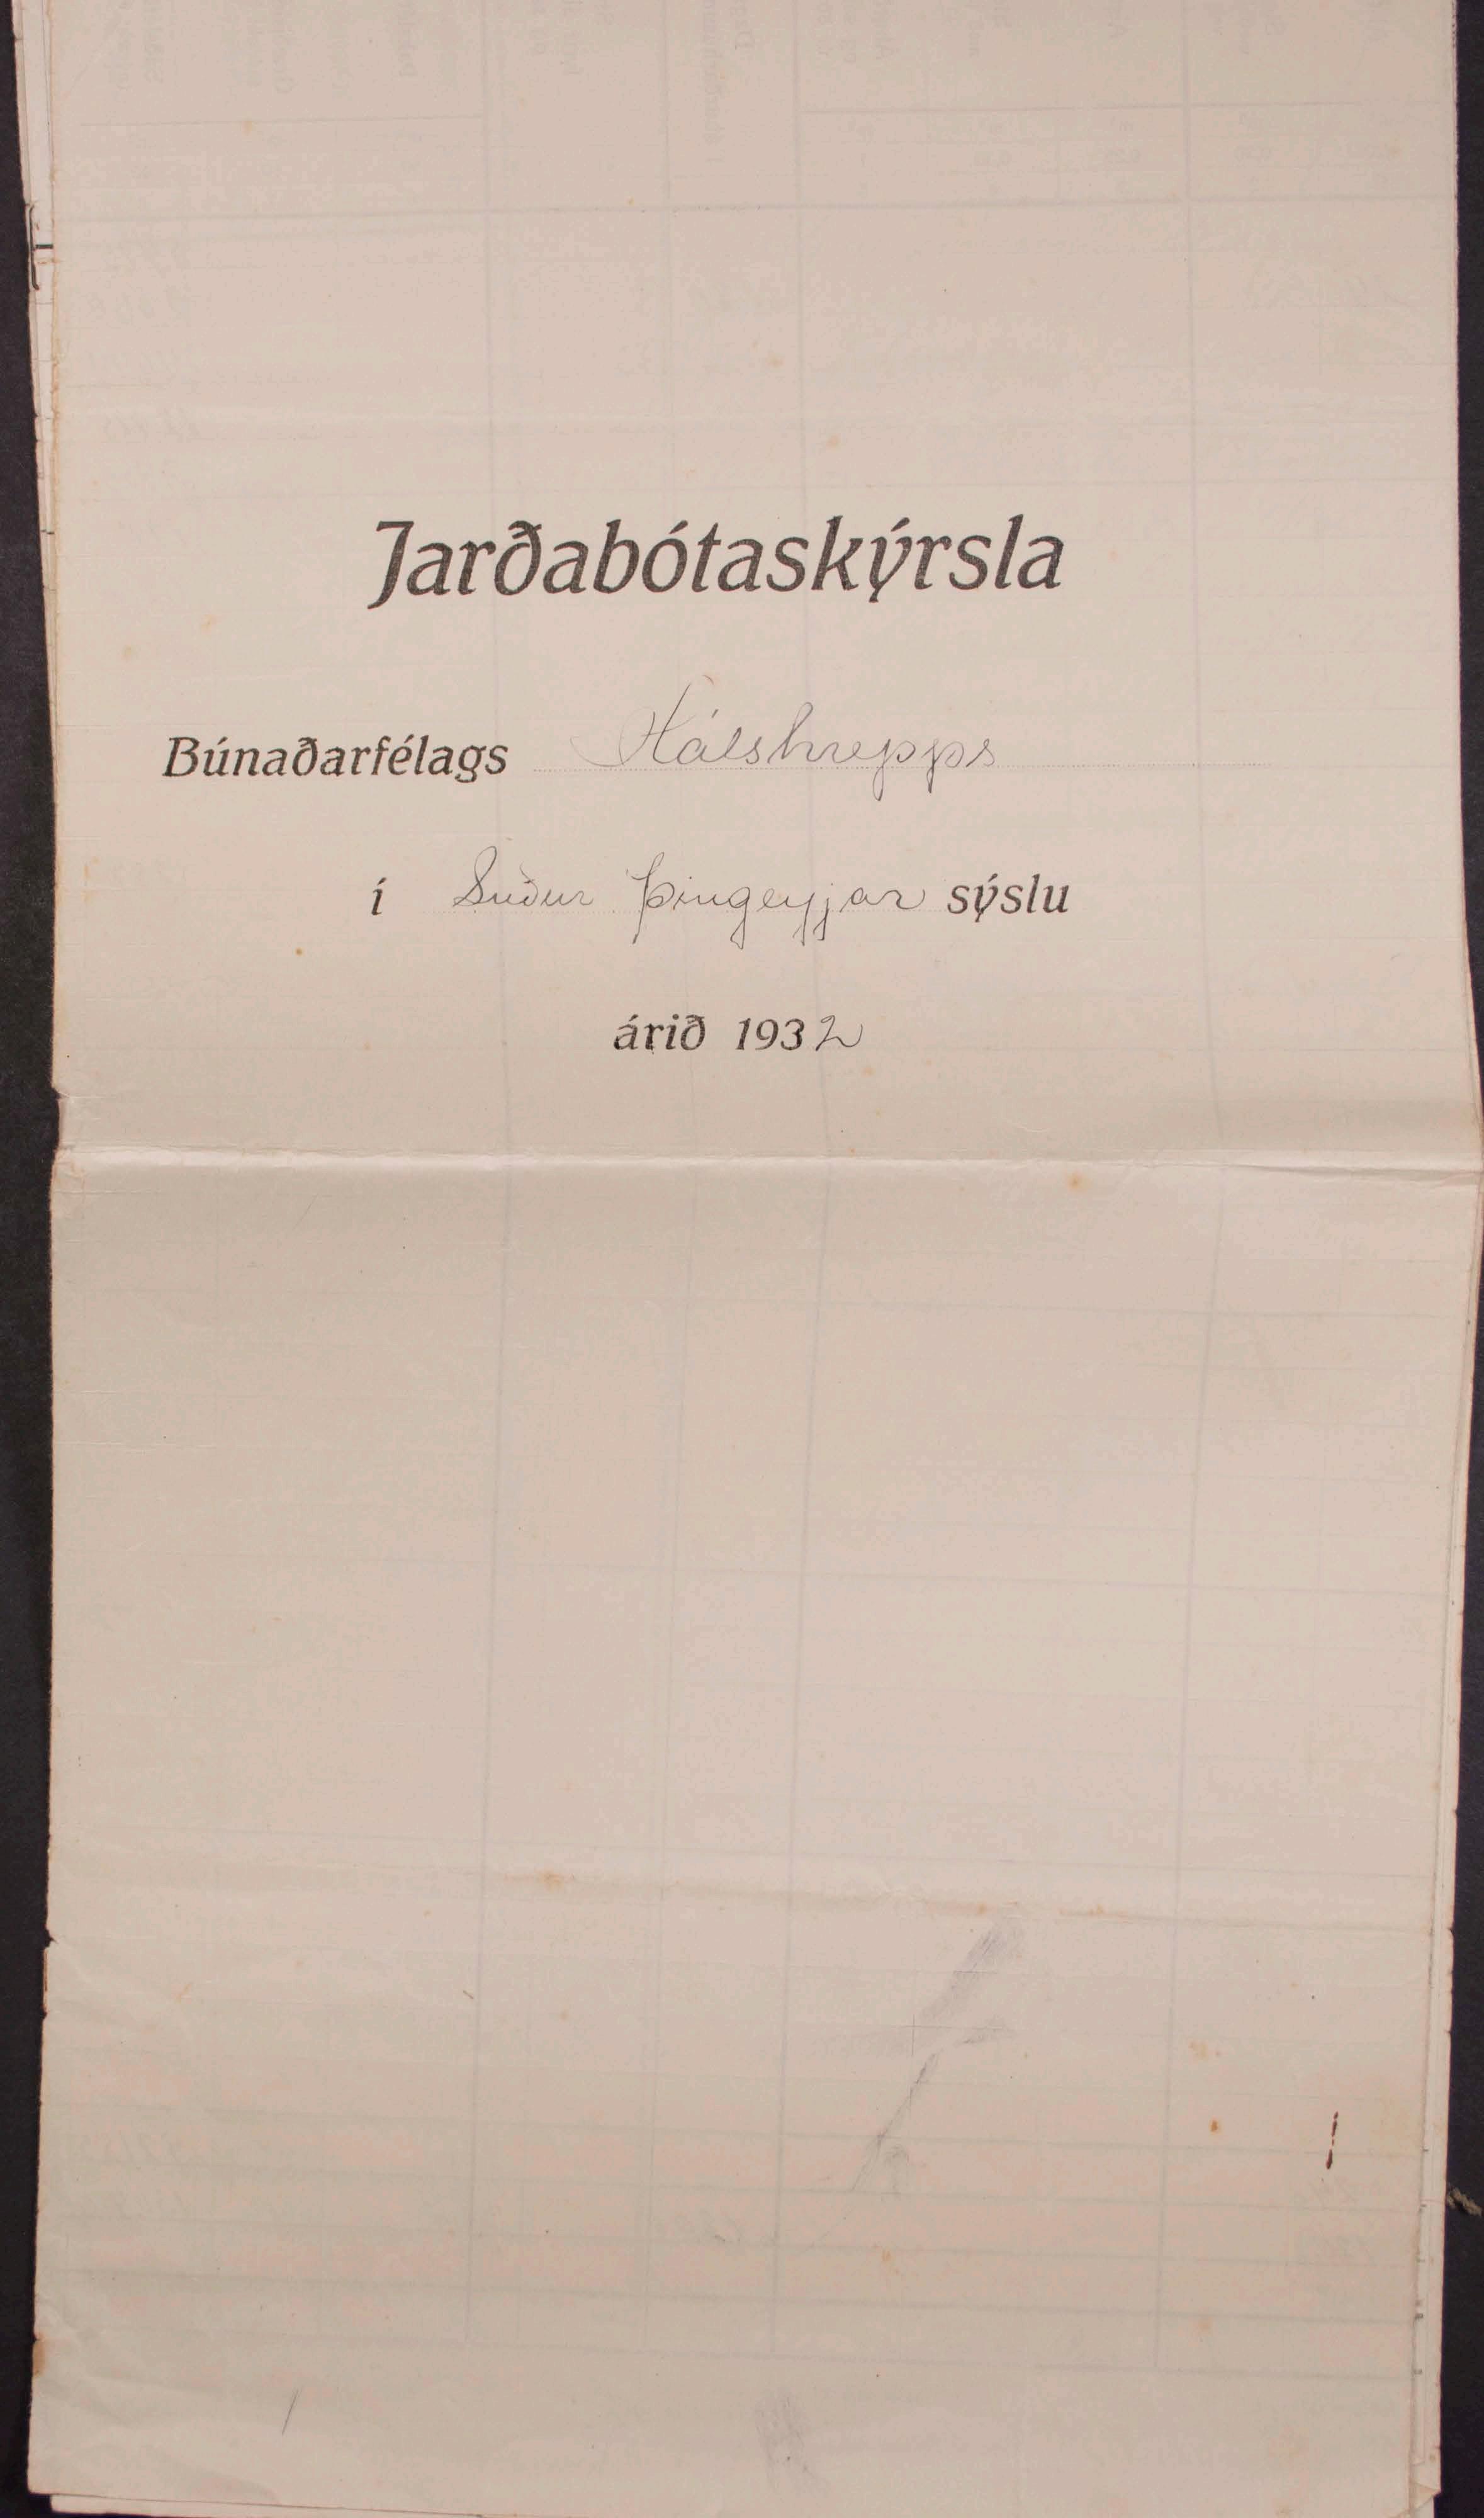 Jarðabótaskýrsla
Búnaðarfélags Hálshrepps
í Suður Þingeyjar sýslu
árið 1932